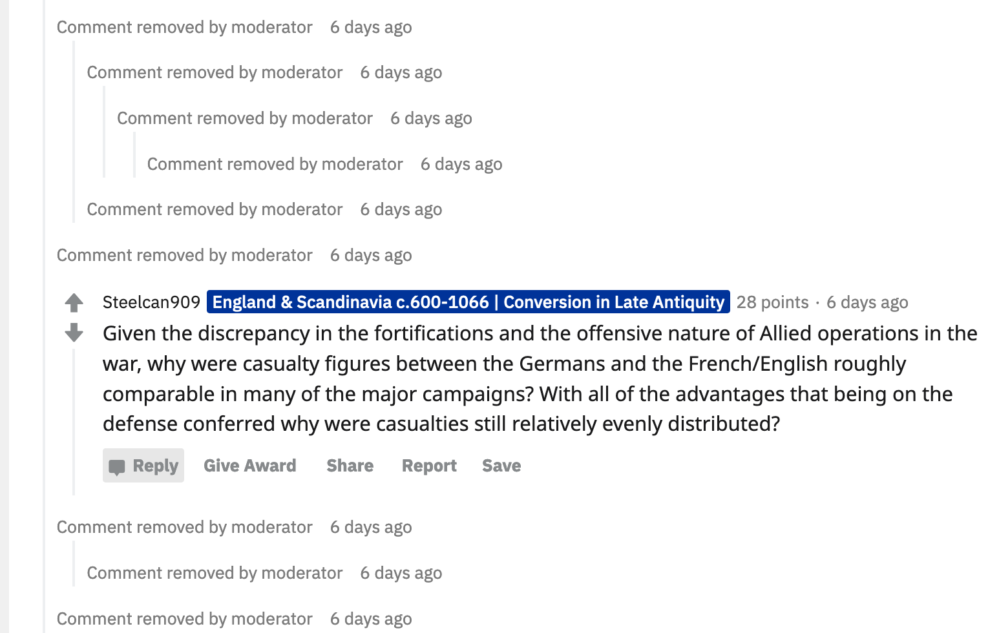 Comment removed by moderator 6 days ago
Comment removed by moderator 6 days ago
Comment removed by moderator 6 days ago
Comment removed by moderator 6 days ago
Comment removed by moderator 6 days ago
Comment removed by moderator 6 days ago
Steelcan909 England & Scandinavia c.600-1066 | Conversion in Late Antiquity 28 points · 6 days ago
Given the discrepancy in the fortifications and the offensive nature of Allied operations in the
war, why were casualty figures between the Germans and the French/English roughly
comparable in many of the major campaigns? With all of the advantages that being on the
defense conferred why were casualties still relatively evenly distributed?
Reply Give Award Share Report Save
Comment removed by moderator 6 days ago
Comment removed by moderator 6 days ago
Comment removed by moderator 6 days ago